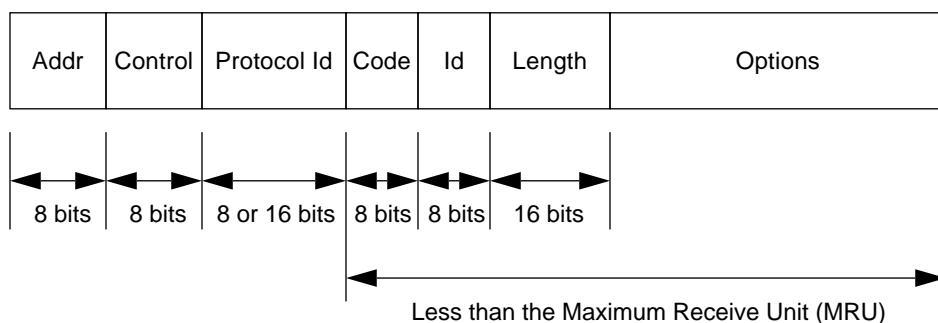 Addr Control Protocol Id Code Id Length Options
8 bits 8 bits 8 or 16 bits 8 bits 8 bits 16 bits
Less than the Maximum Receive Unit (MRU)